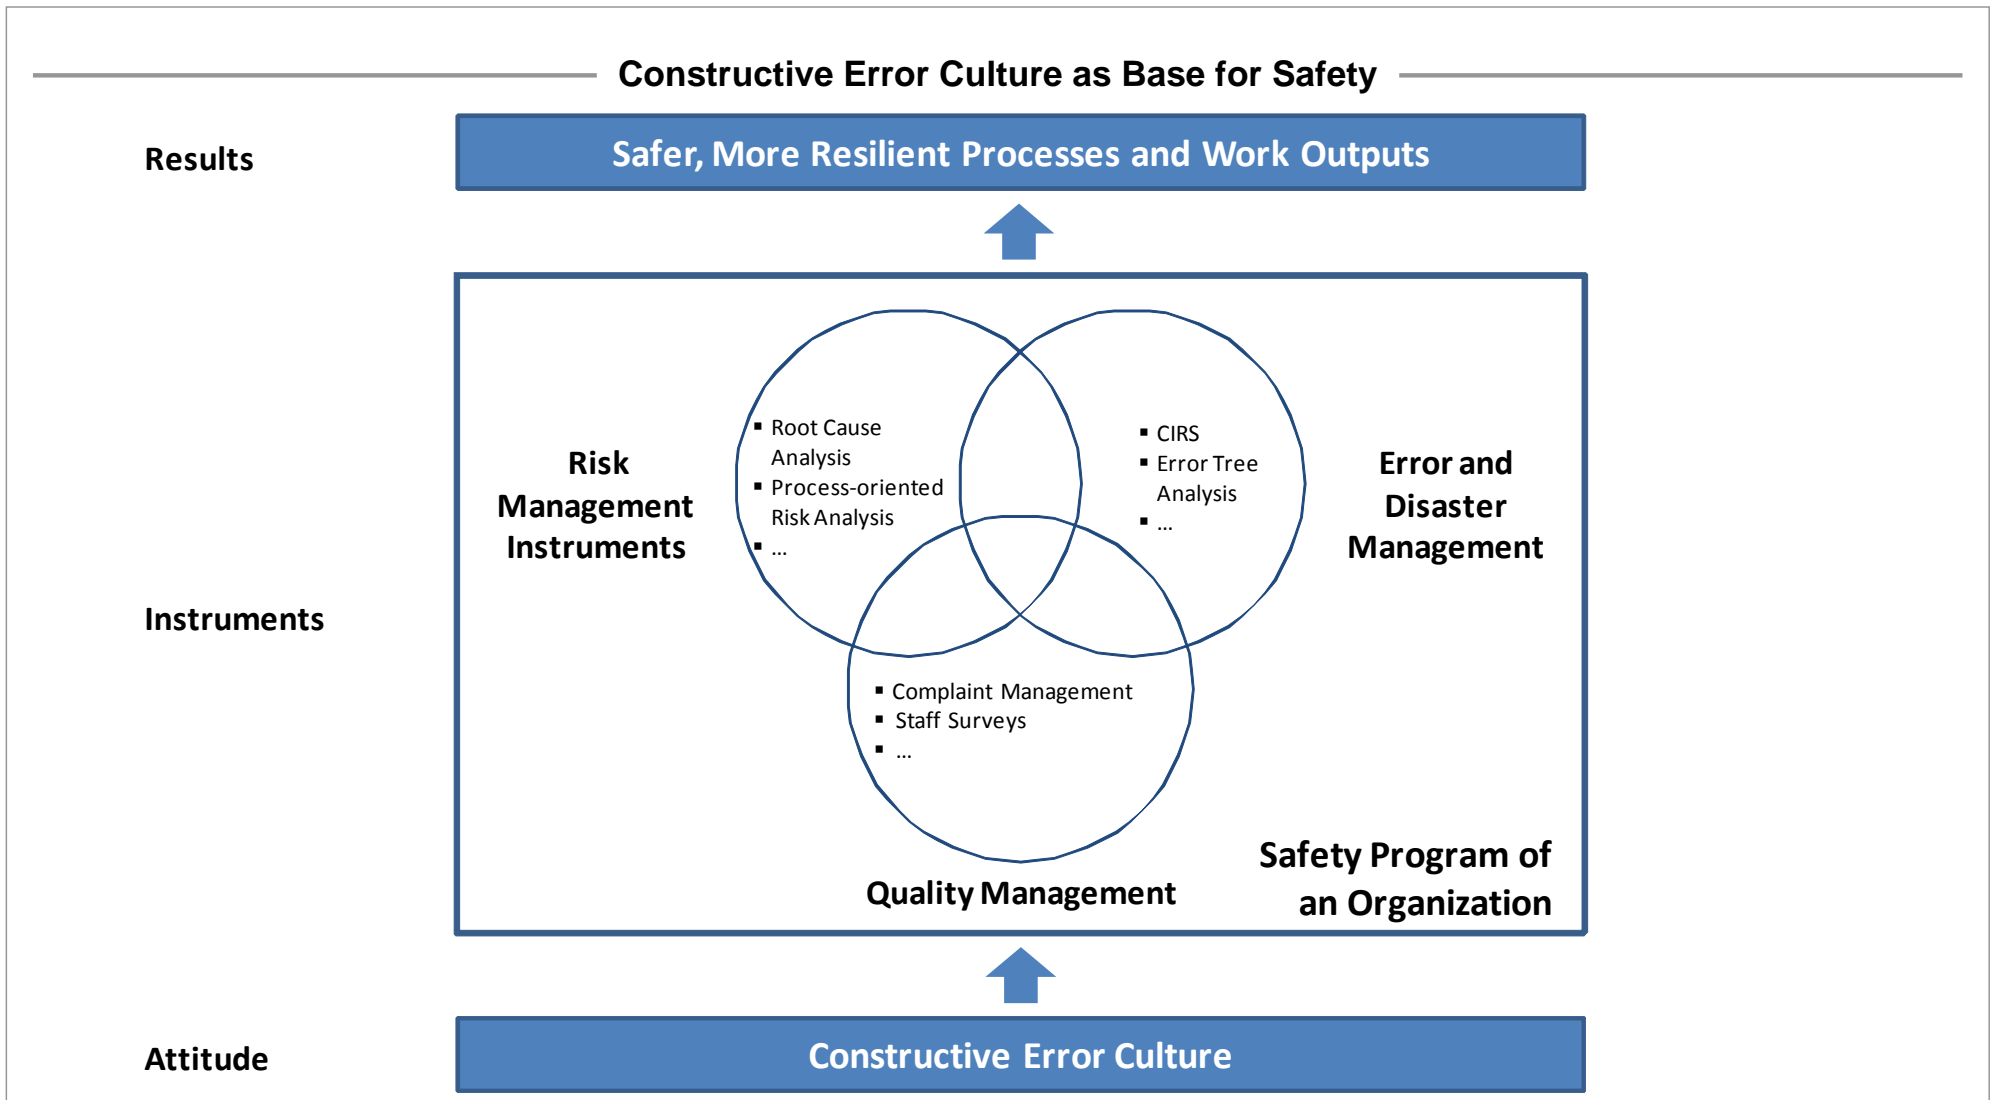 Constructive Error Culture as Base for Safety
Results
Safer, More Resilient Processes and Work Outputs
Instruments
Risk
Management
Instruments
▪ Root Cause
Analysis
▪ Process-oriented
Risk Analysis
▪ ...
▪ CIRS
▪ Error Tree
Analysis
▪ ...
Error and
Disaster
Management
▪ Complaint Management
▪ Staff Surveys
▪ ...
Quality Management
Safety Program of
an Organization
Attitude
Constructive Error Culture